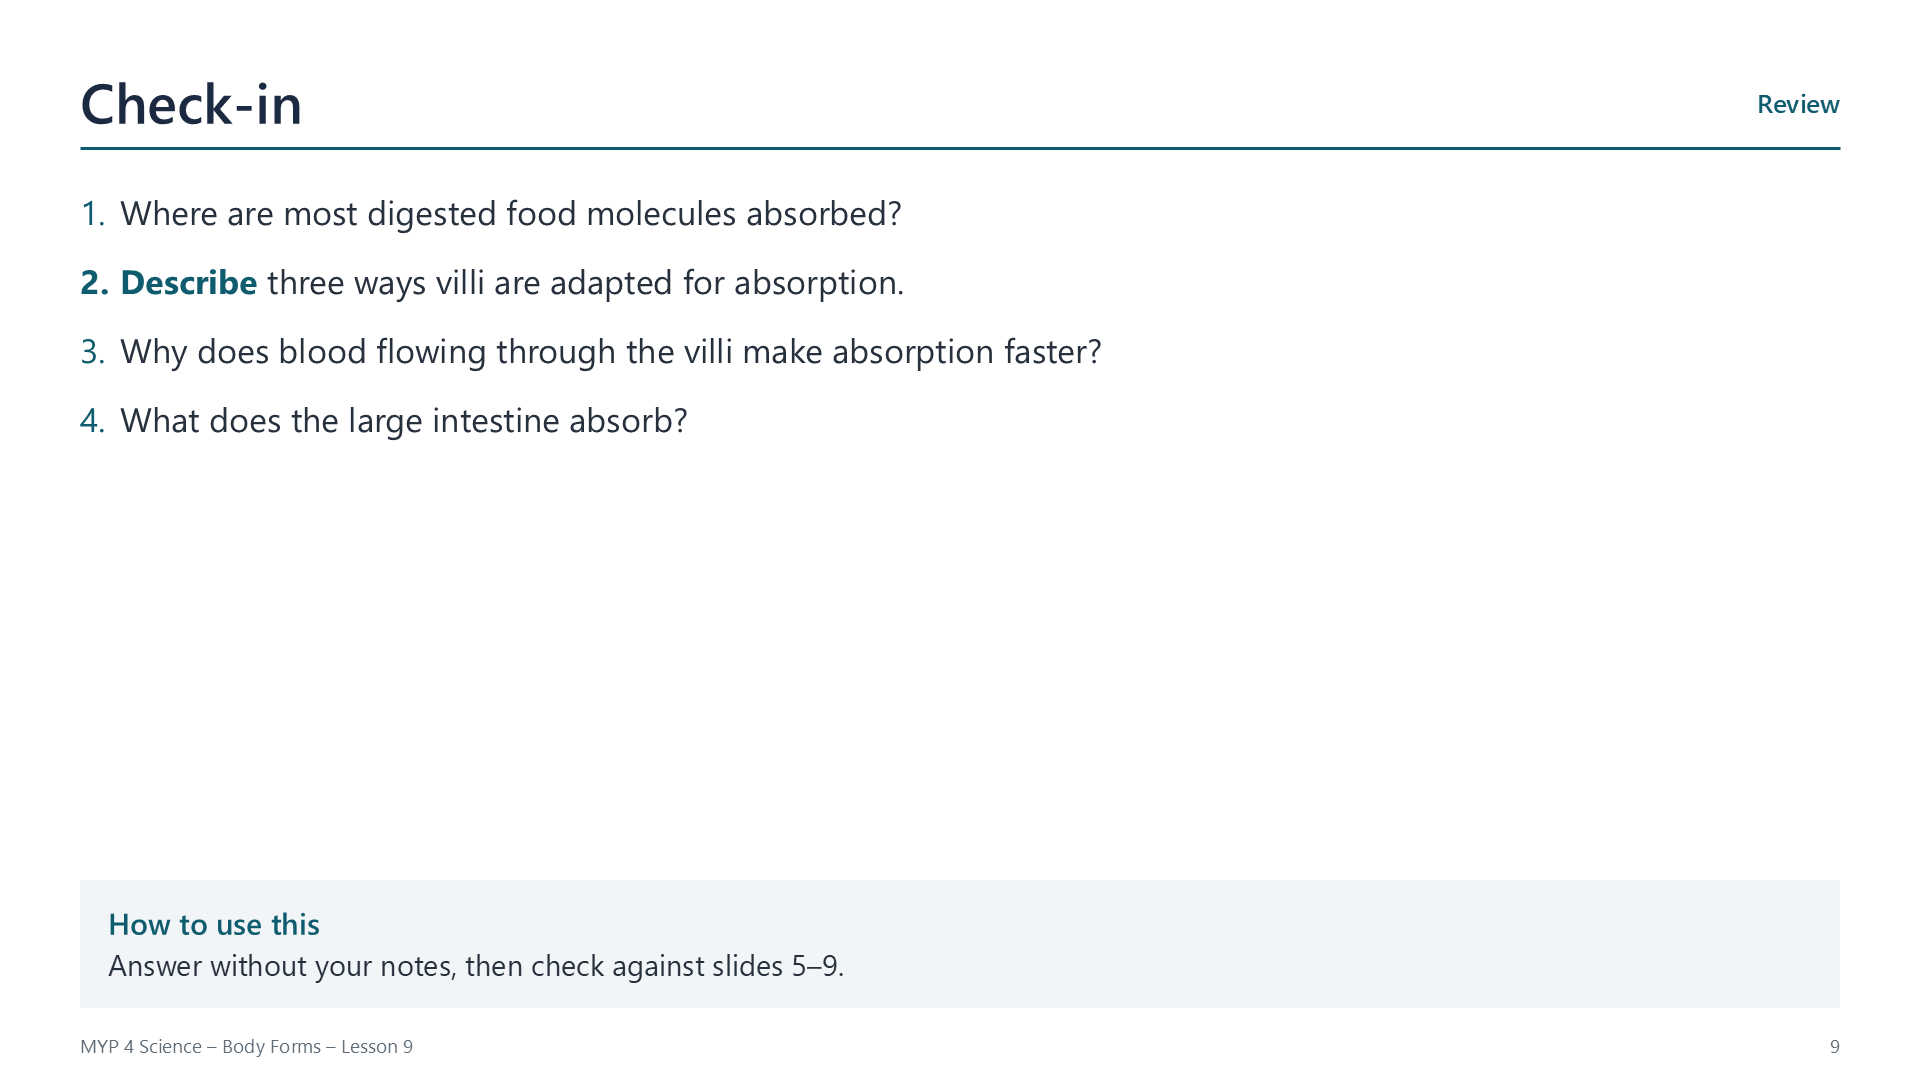 Check-in
Review
1. Where are most digested food molecules absorbed?
2. Describe three ways villi are adapted for absorption.
3. Why does blood flowing through the villi make absorption faster?
4. What does the large intestine absorb?
How to use this
Answer without your notes, then check against slides 5–9.
MYP 4 Science – Body Forms – Lesson 9
9